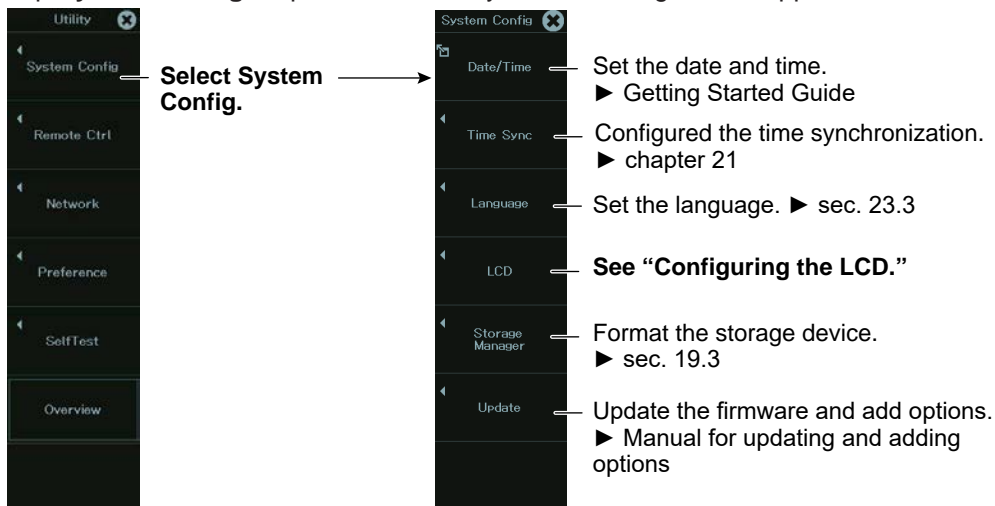 Utility
System Config
Remote Ctrl
Network
Preference
SelfTest
Overview
Select System
Config.
System Config
Date/Time
Time Sync
Language
LCD
Storage
Manager
Update
Set the date and time.
► Getting Started Guide
Configured the time synchronization.
► chapter 21
Set the language. ► sec. 23.3
See “Configuring the LCD.”
Format the storage device.
► sec. 19.3
Update the firmware and add options.
► Manual for updating and adding
options